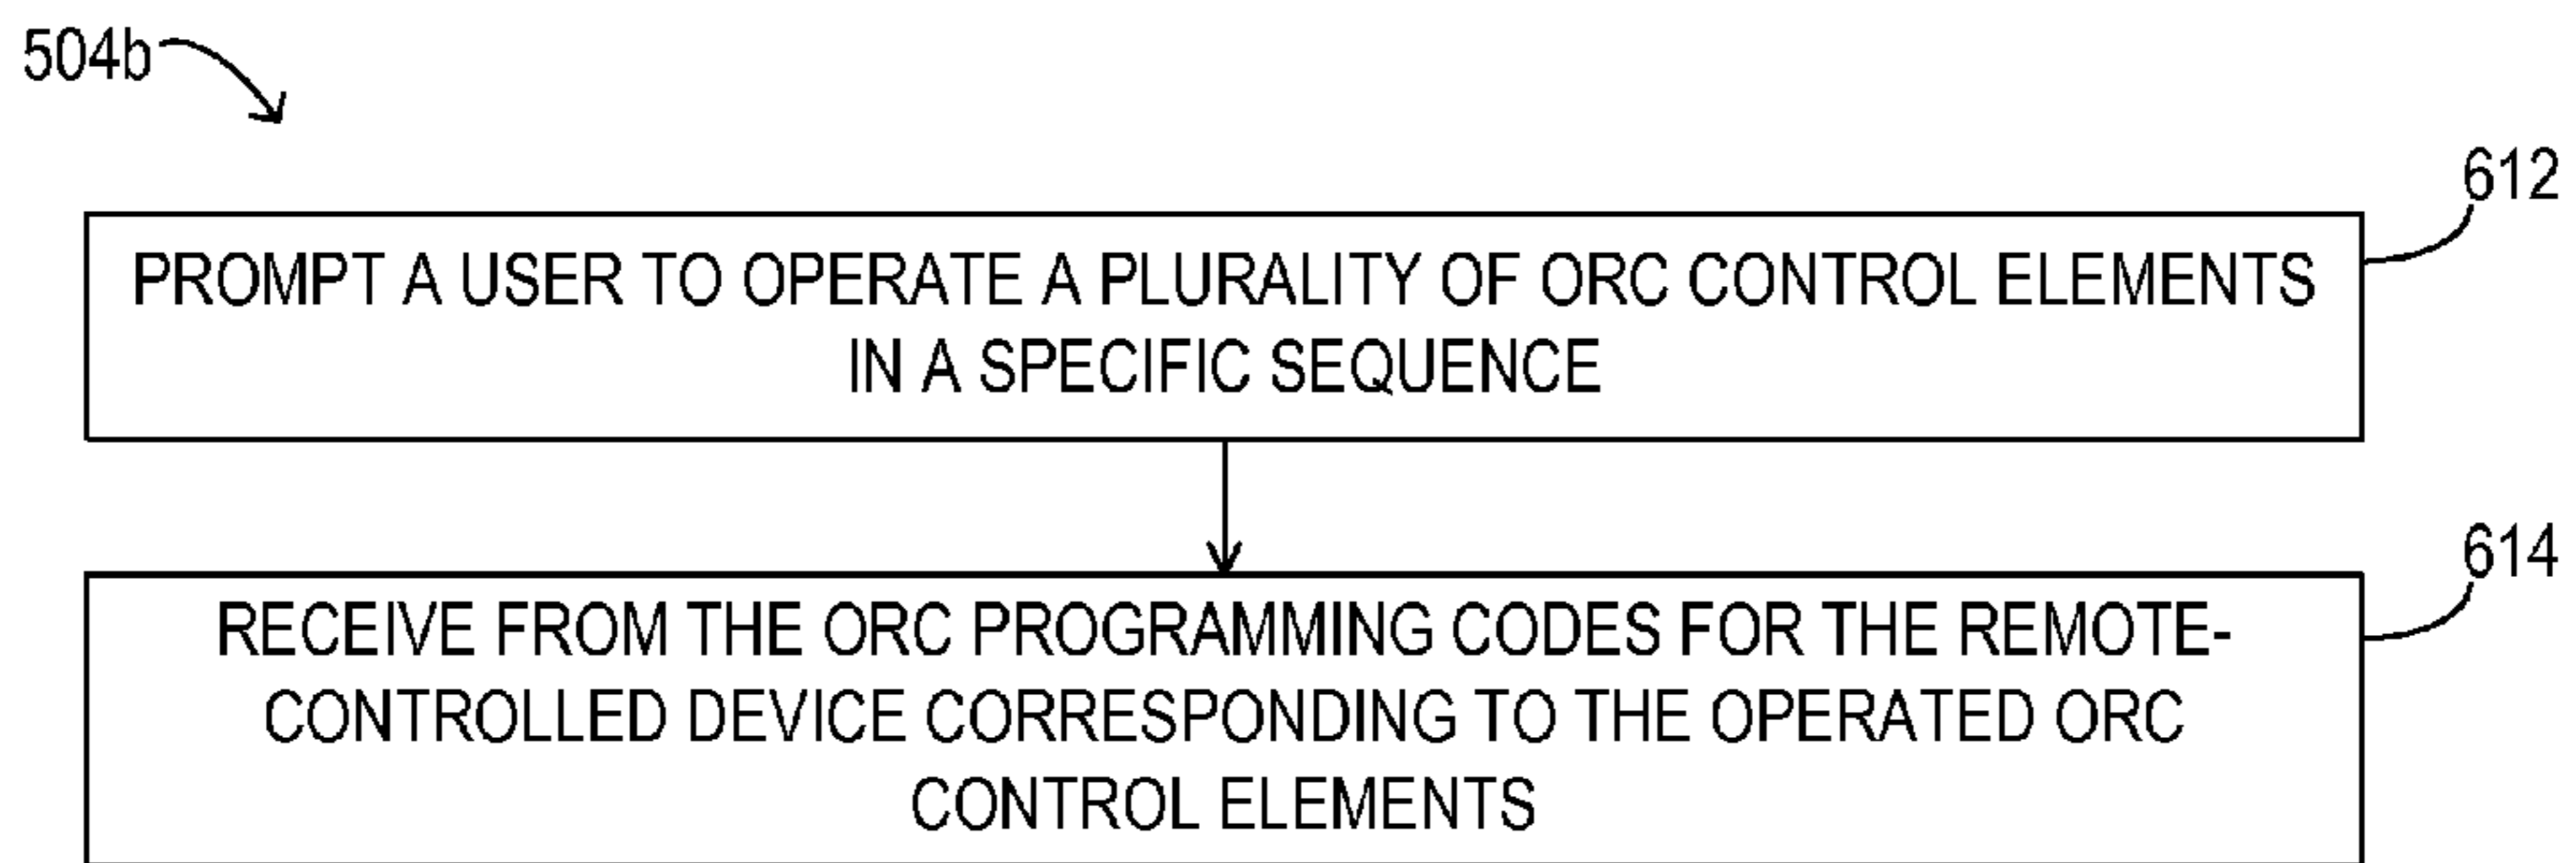 504b
612
PROMPT A USER TO OPERATE A PLURALITY OF ORC CONTROL ELEMENTS
IN A SPECIFIC SEQUENCE
614
RECEIVE FROM THE ORC PROGRAMMING CODES FOR THE REMOTE-
CONTROLLED DEVICE CORRESPONDING TO THE OPERATED ORC
CONTROL ELEMENTS